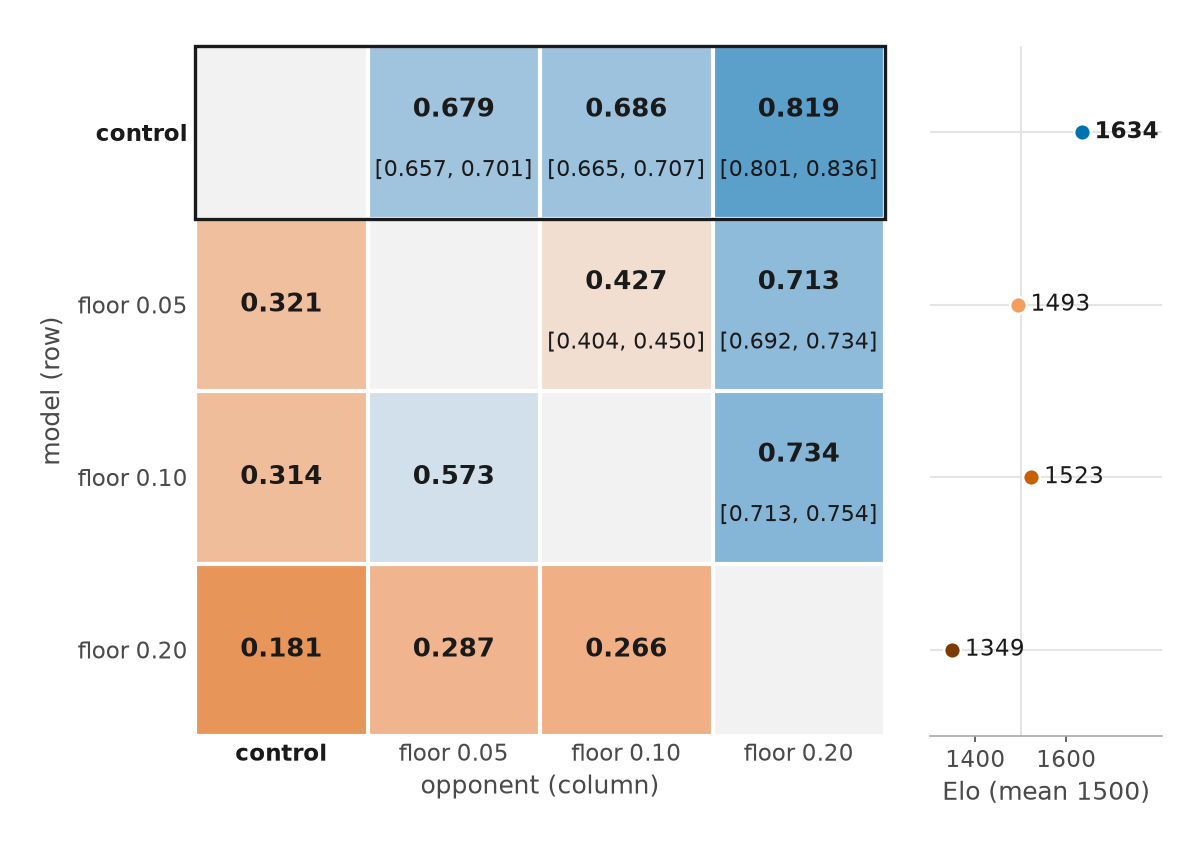 0.679 0.686 0.819
control 1634
[0.657, 0.701] [0.665, 0.707] [0.801, 0.836]
0.427 0.713
floor 0.05 0.321 1493
[0.404, 0.450] [0.692, 0.734]
model (row)
0.734
floor 0.10 0.314 0.573 1523
[0.713, 0.754]
floor 0.20 0.181 0.287 0.266 1349
control floor 0.05 floor 0.10 floor 0.20
opponent (column)
1400 1600
Elo (mean 1500)